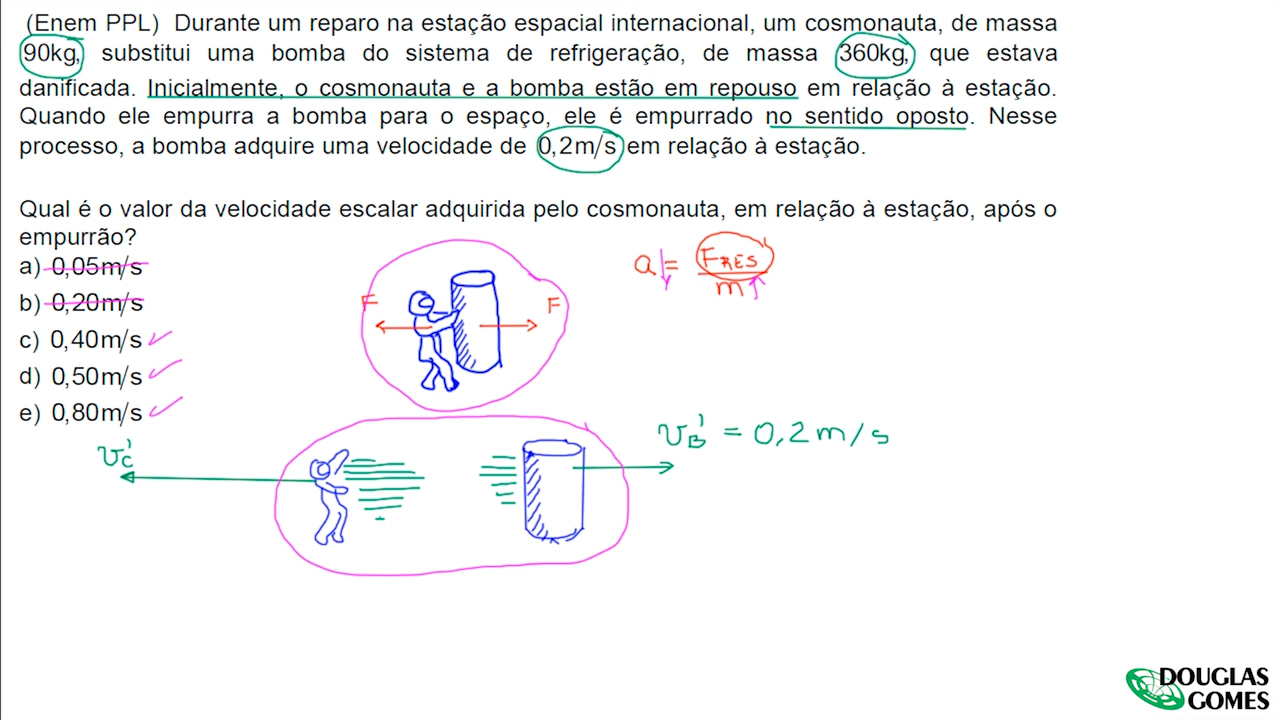 (Enem PPL) Durante um reparo na estação espacial internacional, um cosmonauta, de massa
90kg, substitui uma bomba do sistema de refrigeração, de massa 360kg, que estava
danificada. Inicialmente, o cosmonauta e a bomba estão em repouso em relação à estação.
Quando ele empurra a bomba para o espaço, ele é empurrado no sentido oposto. Nesse
processo, a bomba adquire uma velocidade de 0,2m/s em relação à estação.
Qual é o valor da velocidade escalar adquirida pelo cosmonauta, em relação à estação, após o
empurrão?
a) 0,05m/s
b) 0,20m/s
c) 0,40m/s
d) 0,50m/s
e) 0,80m/s
F F
a = FRES / m
vC'
vB' = 0,2 m/s
DOUGLAS
GOMES